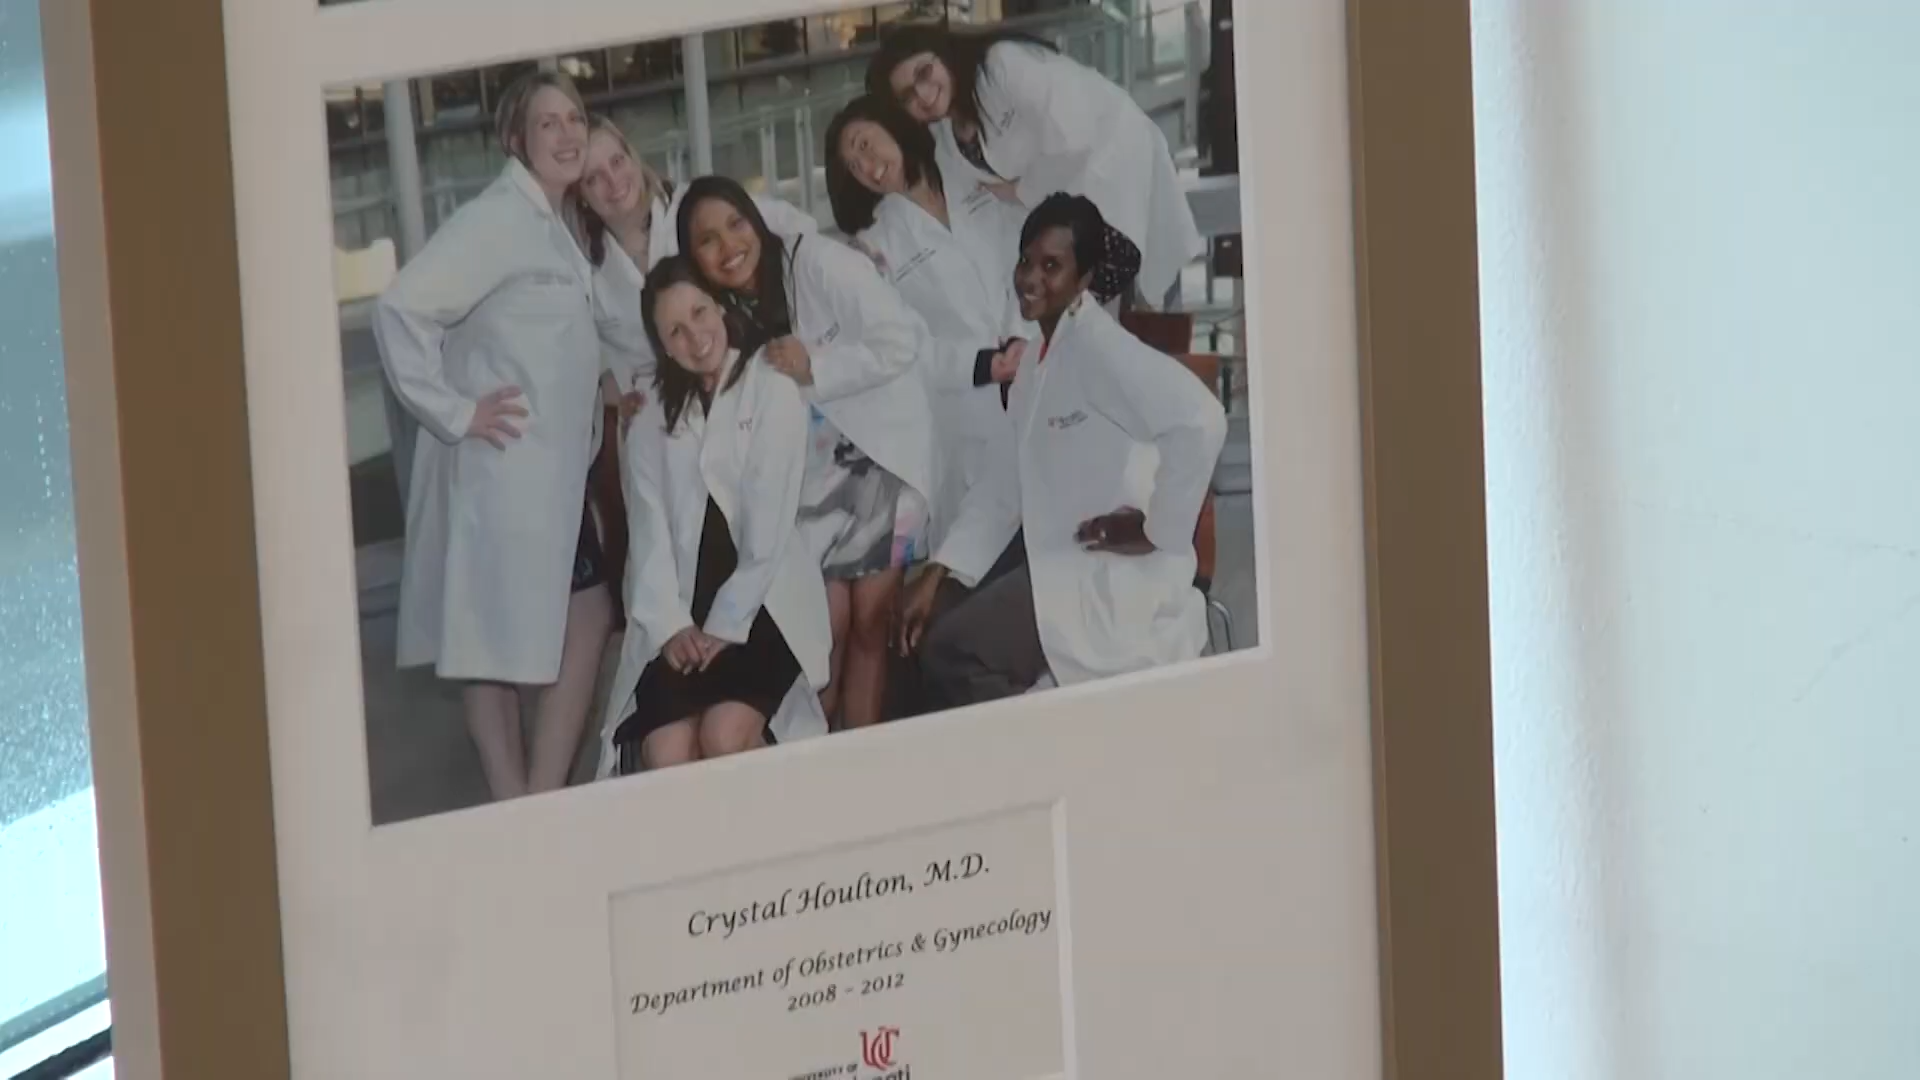 Crystal Houlton, M.D.
Department of Obstetrics & Gynecology
2008 - 2012
UC